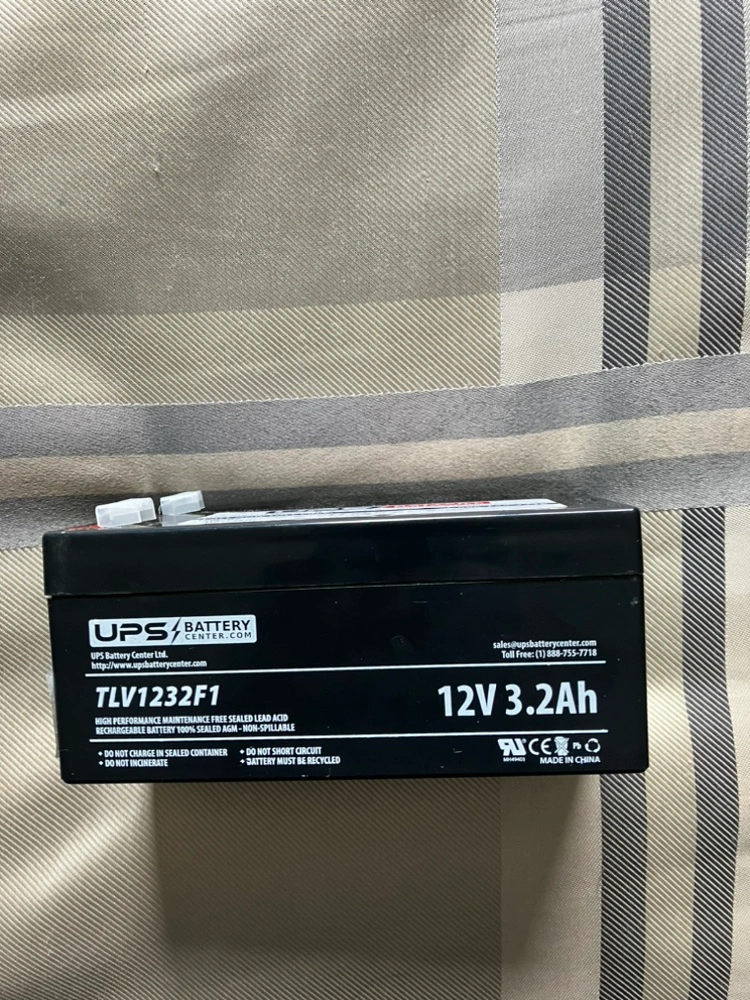 UPS BATTERY
CENTER.COM
UPS Battery Center Ltd.
http://www.upsbatterycenter.com
sales@upsbatterycenter.com
Toll Free: (1) 888-755-7718
TLV1232F1
12V 3.2Ah
HIGH PERFORMANCE MAINTENANCE FREE SEALED LEAD ACID
RECHARGEABLE BATTERY 100% SEALED AGM - NON-SPILLABLE
• DO NOT CHARGE IN SEALED CONTAINER
• DO NOT SHORT CIRCUIT
• DO NOT INCINERATE
• BATTERY MUST BE RECYCLED
CE
Pb
MH49403
MADE IN CHINA